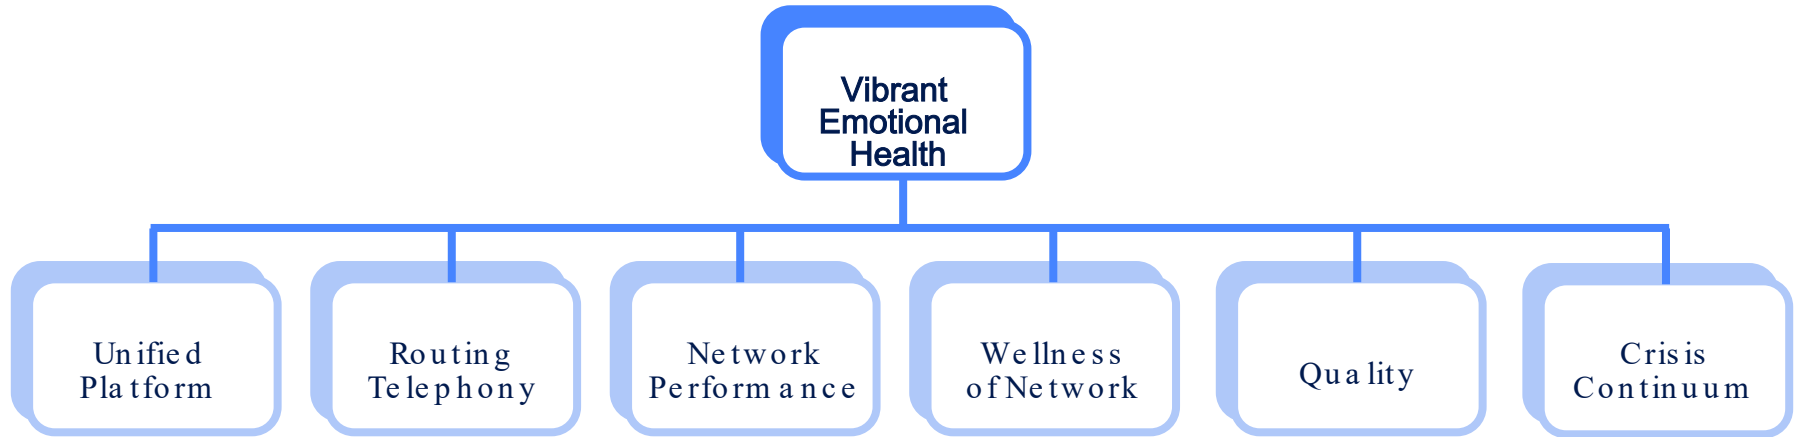 Vibrant
Emotional
Health
Unified
Platform
Routing
Telephony
Network
Performance
Wellness
of Network
Quality
Crisis
Continuum